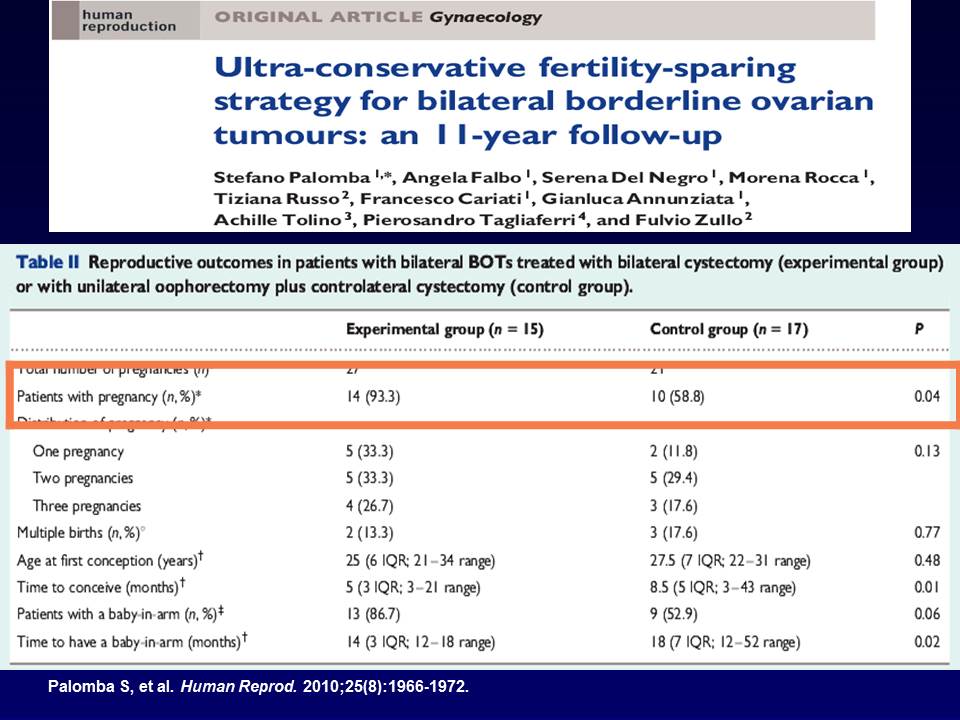 human
reproduction
ORIGINAL ARTICLE Gynaecology
Ultra-conservative fertility-sparing
strategy for bilateral borderline ovarian
tumours: an 11-year follow-up
Stefano Palomba 1,*, Angela Falbo 1, Serena Del Negro 1, Morena Rocca 1,
Tiziana Russo 2, Francesco Cariati 1, Gianluca Annunziata 1,
Achille Tolino 3, Pierosandro Tagliaferri 4, and Fulvio Zullo 2
Table II Reproductive outcomes in patients with bilateral BOTs treated with bilateral cystectomy (experimental group)
or with unilateral oophorectomy plus controlateral cystectomy (control group).
Experimental group (n = 15) Control group (n = 17) P
Total number of pregnancies (n) 27 21
Patients with pregnancy (n, %)* 14 (93.3) 10 (58.8) 0.04
Distribution of pregnancy (n, %)*
One pregnancy 5 (33.3) 2 (11.8) 0.13
Two pregnancies 5 (33.3) 5 (29.4)
Three pregnancies 4 (26.7) 3 (17.6)
Multiple births (n, %)° 2 (13.3) 3 (17.6) 0.77
Age at first conception (years)† 25 (6 IQR; 21–34 range) 27.5 (7 IQR; 22–31 range) 0.48
Time to conceive (months)† 5 (3 IQR; 3–21 range) 8.5 (5 IQR; 3–43 range) 0.01
Patients with a baby-in-arm (n, %)‡ 13 (86.7) 9 (52.9) 0.06
Time to have a baby-in-arm (months)† 14 (3 IQR; 12–18 range) 18 (7 IQR; 12–52 range) 0.02
Palomba S, et al. Human Reprod. 2010;25(8):1966-1972.